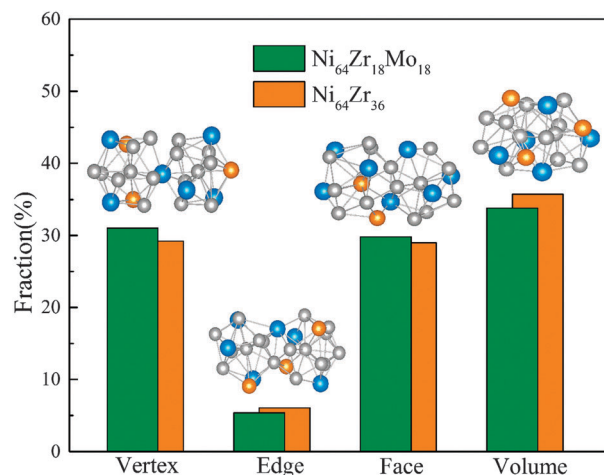 60
50
40
30
20
10
0
Fraction(%)
Ni₆₄Zr₁₈Mo₁₈
Ni₆₄Zr₃₆
Vertex Edge Face Volume